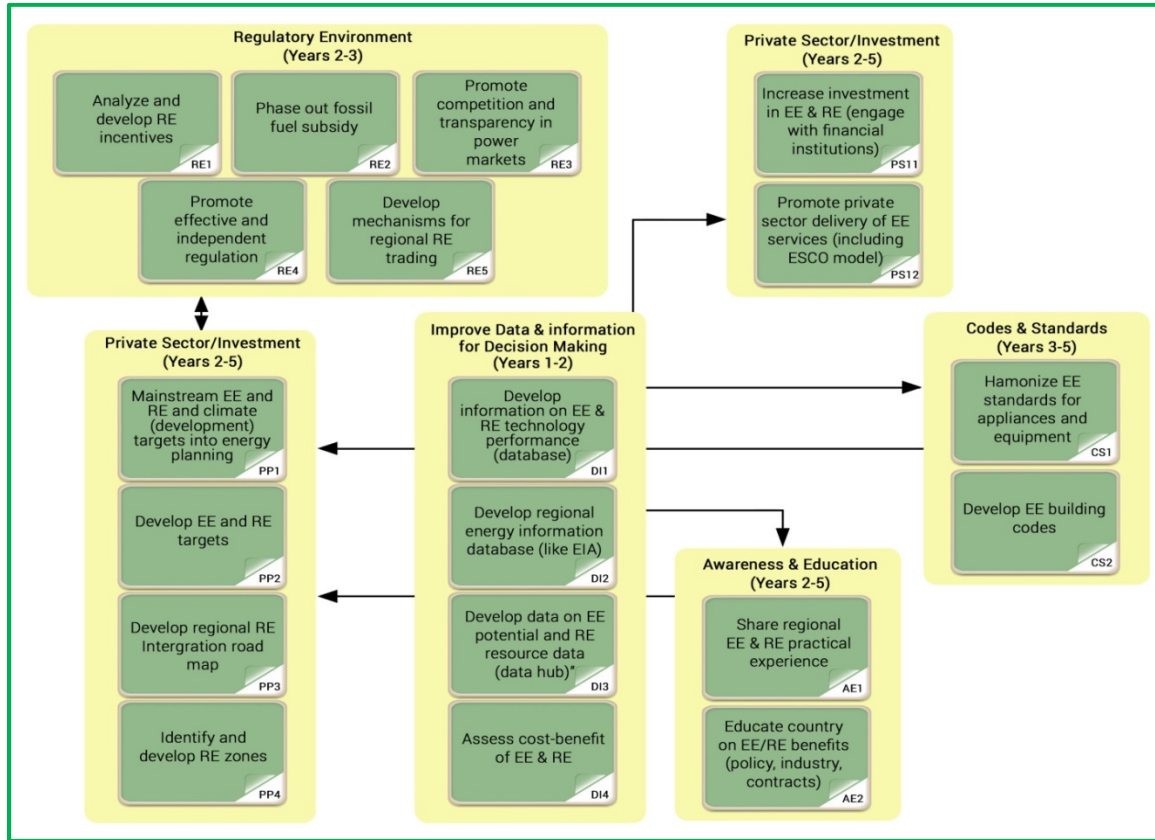 Regulatory Environment
(Years 2-3)
Analyze and
develop RE
incentives
RE1
Phase out fossil
fuel subsidy
RE2
Promote
competition and
transparency in
power
markets
RE3
Promote
effective and
independent
regulation
RE4
Develop
mechanisms for
regional RE
trading
RE5
Private Sector/Investment
(Years 2-5)
Increase investment
in EE & RE (engage
with financial
institutions)
PS11
Promote private
sector delivery of EE
services (including
ESCO model)
PS12
Private Sector/Investment
(Years 2-5)
Mainstream EE and
RE and climate
(development)
targets into energy
planning
PP1
Develop EE and RE
targets
PP2
Develop regional RE
Intergration road
map
PP3
Identify and
develop RE zones
PP4
Improve Data & information
for Decision Making
(Years 1-2)
Develop
information on EE &
RE technology
performance
(database)
DI1
Develop regional
energy information
database (like EIA)
DI2
Develop data on EE
potential and RE
resource data
(data hub)"
DI3
Assess cost-benefit
of EE & RE
DI4
Awareness & Education
(Years 2-5)
Share regional
EE & RE practical
experience
AE1
Educate country
on EE/RE benefits
(policy, industry,
contracts)
AE2
Codes & Standards
(Years 3-5)
Hamonize EE
standards for
appliances and
equipment
CS1
Develop EE building
codes
CS2